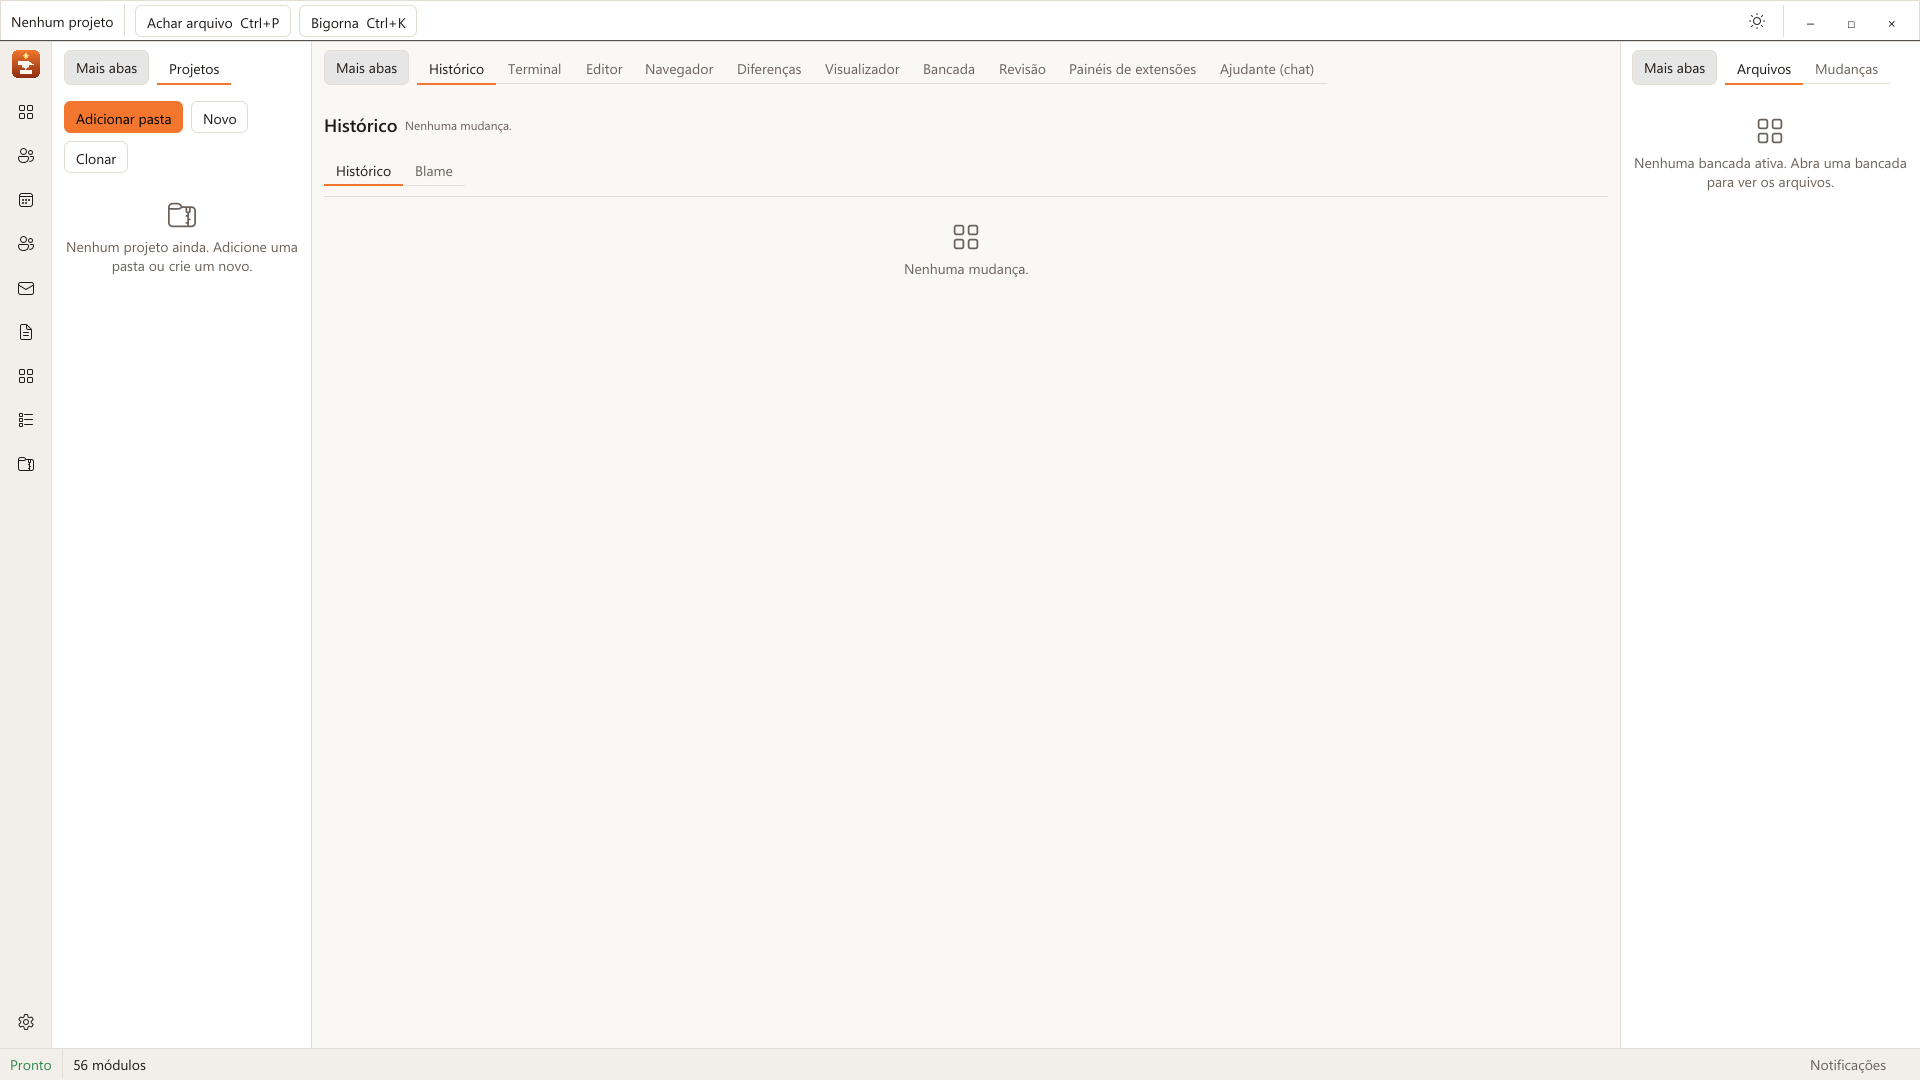 Nenhum projeto
Achar arquivo Ctrl+P
Bigorna Ctrl+K
Mais abas
Projetos
Adicionar pasta
Novo
Clonar
Nenhum projeto ainda. Adicione uma
pasta ou crie um novo.
Mais abas
Histórico
Terminal
Editor
Navegador
Diferenças
Visualizador
Bancada
Revisão
Painéis de extensões
Ajudante (chat)
Histórico Nenhuma mudança.
Histórico
Blame
Nenhuma mudança.
Mais abas
Arquivos
Mudanças
Nenhuma bancada ativa. Abra uma bancada
para ver os arquivos.
Pronto
56 módulos
Notificações